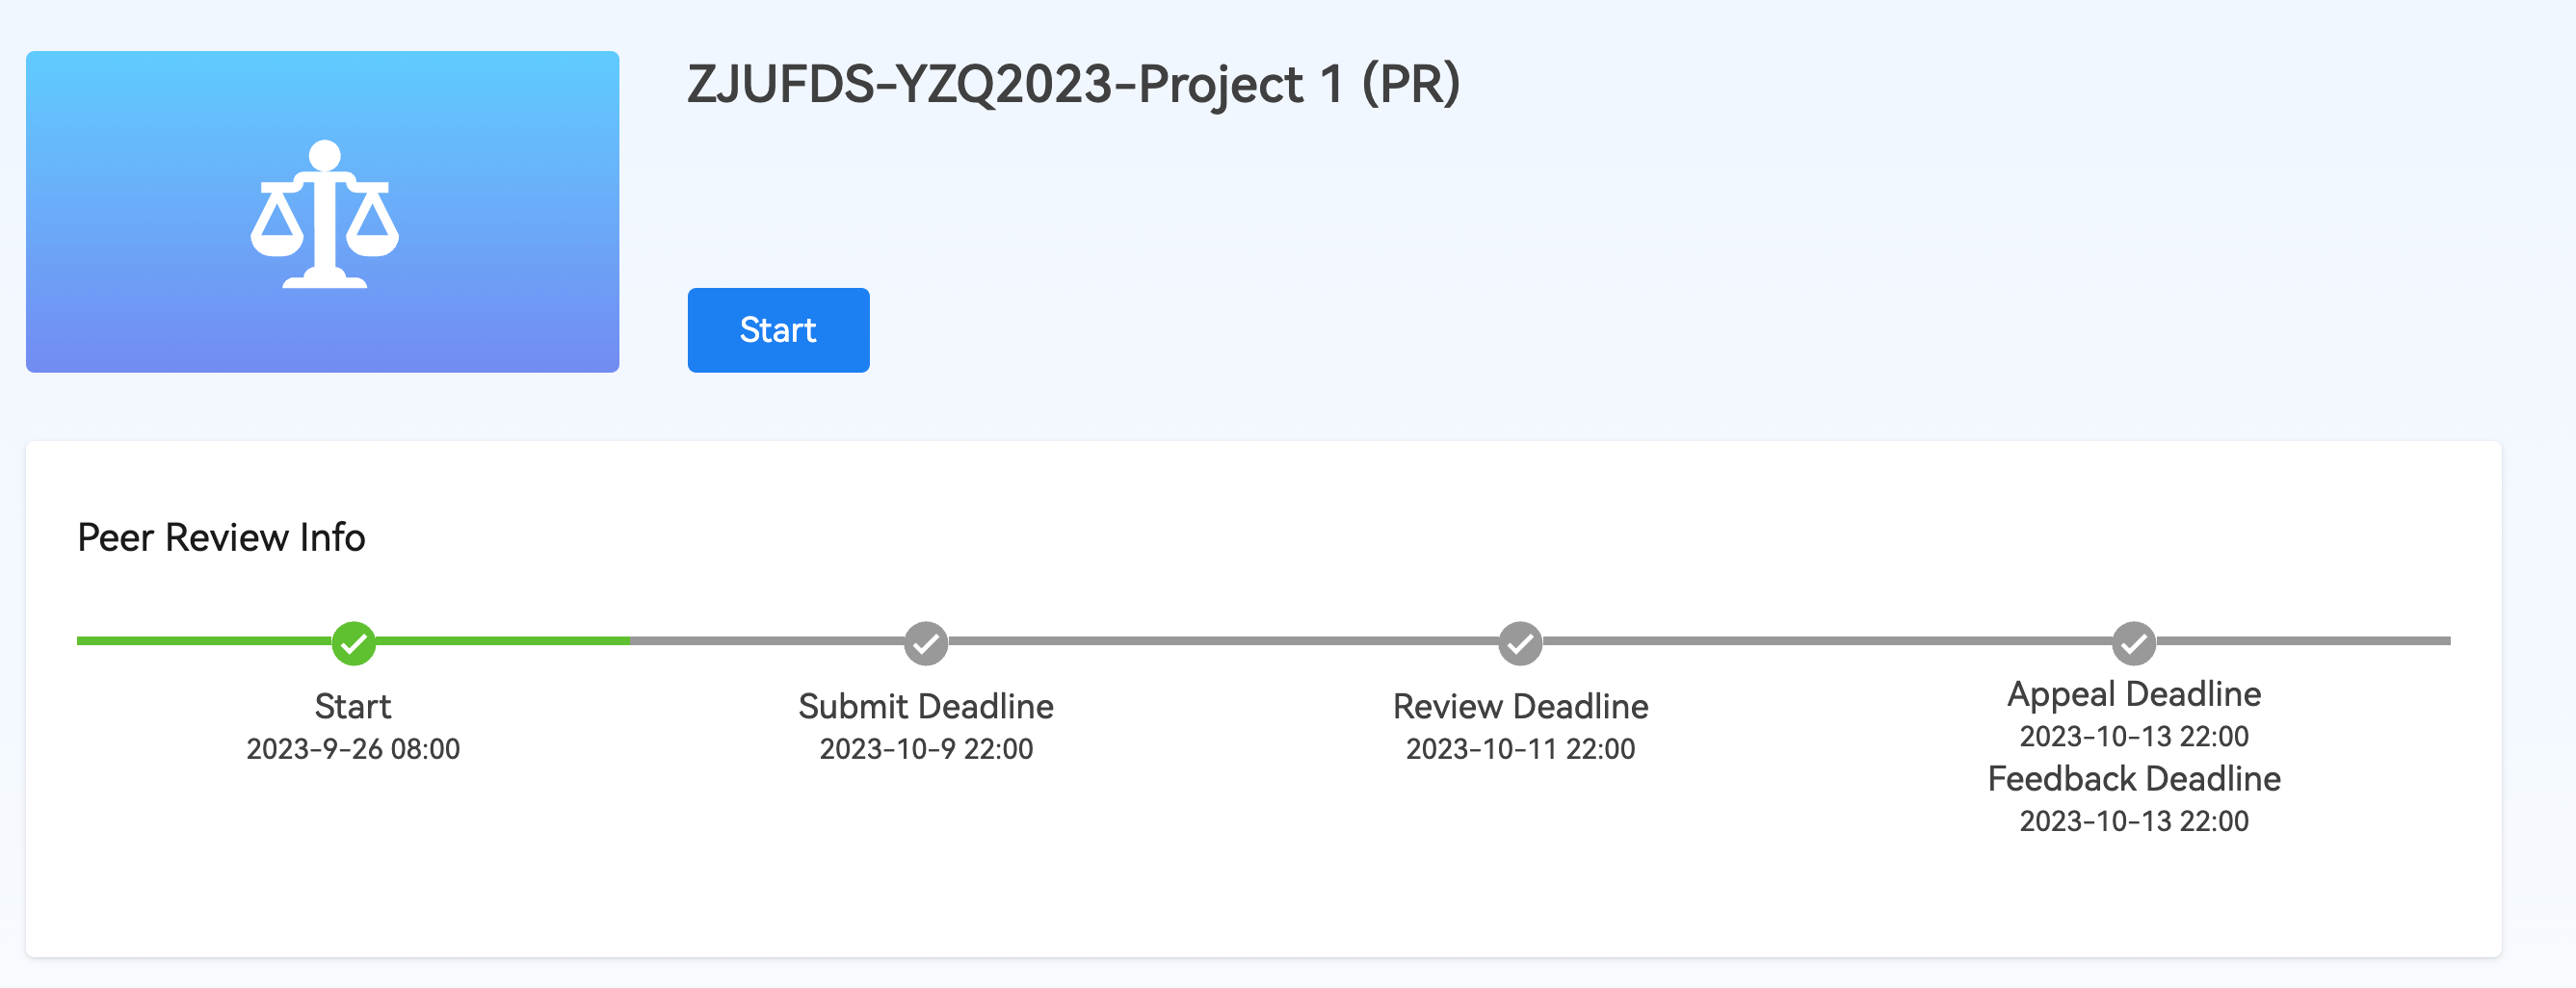 ZJUFDS-YZQ2023-Project 1 (PR)
Start
Peer Review Info
Start
2023-9-26 08:00
Submit Deadline
2023-10-9 22:00
Review Deadline
2023-10-11 22:00
Appeal Deadline
2023-10-13 22:00
Feedback Deadline
2023-10-13 22:00